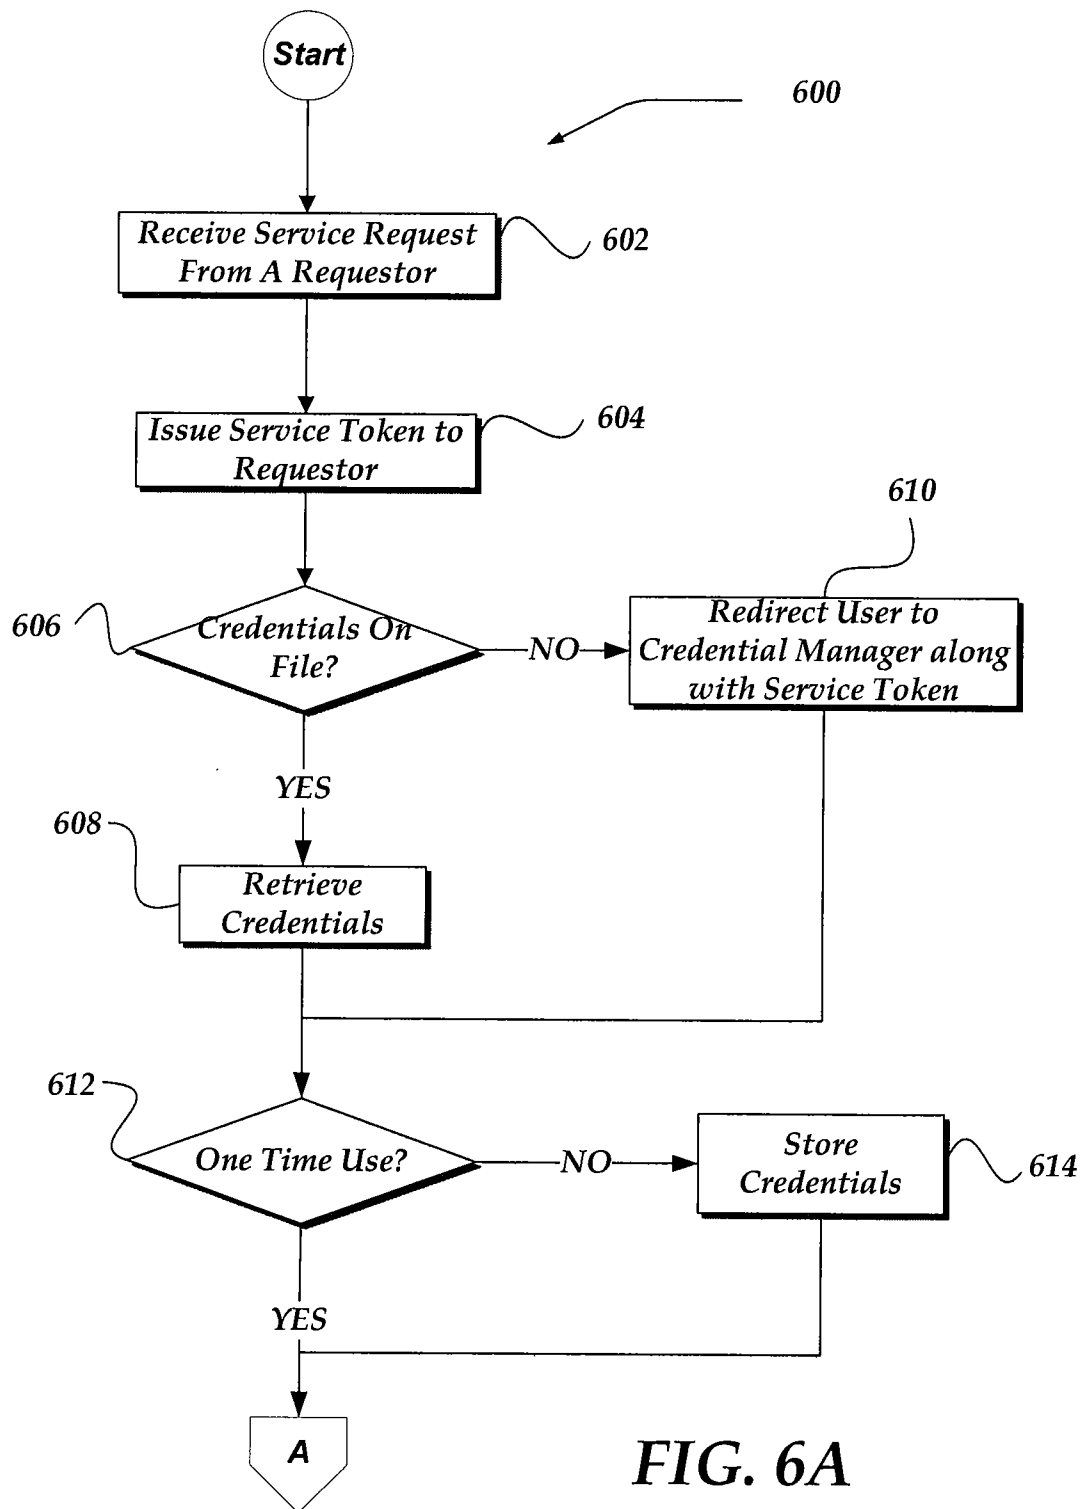 Start
600
Receive Service Request
From A Requestor
602
Issue Service Token to
Requestor
604
610
606
Credentials On
File?
NO
Redirect User to
Credential Manager along
with Service Token
YES
608
Retrieve
Credentials
612
One Time Use?
NO
Store
Credentials
614
YES
A
FIG. 6A